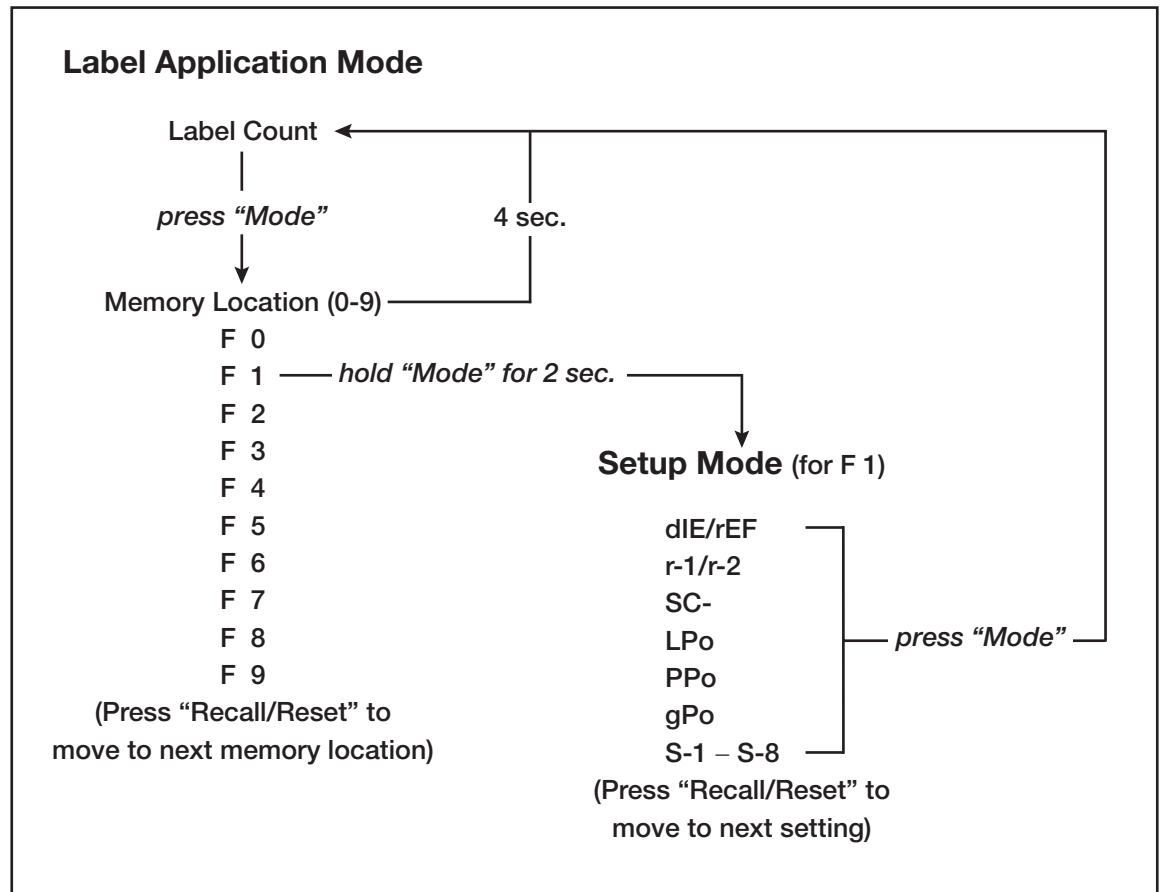 Label Application Mode
Label Count
press “Mode”
4 sec.
Memory Location (0-9)
F 0
F 1
hold “Mode” for 2 sec.
F 2
F 3
F 4
F 5
F 6
F 7
F 8
F 9
(Press “Recall/Reset” to
move to next memory location)
Setup Mode (for F 1)
dIE/rEF
r-1/r-2
SC-
LPo
PPo
gPo
S-1 – S-8
press “Mode”
(Press “Recall/Reset” to
move to next setting)